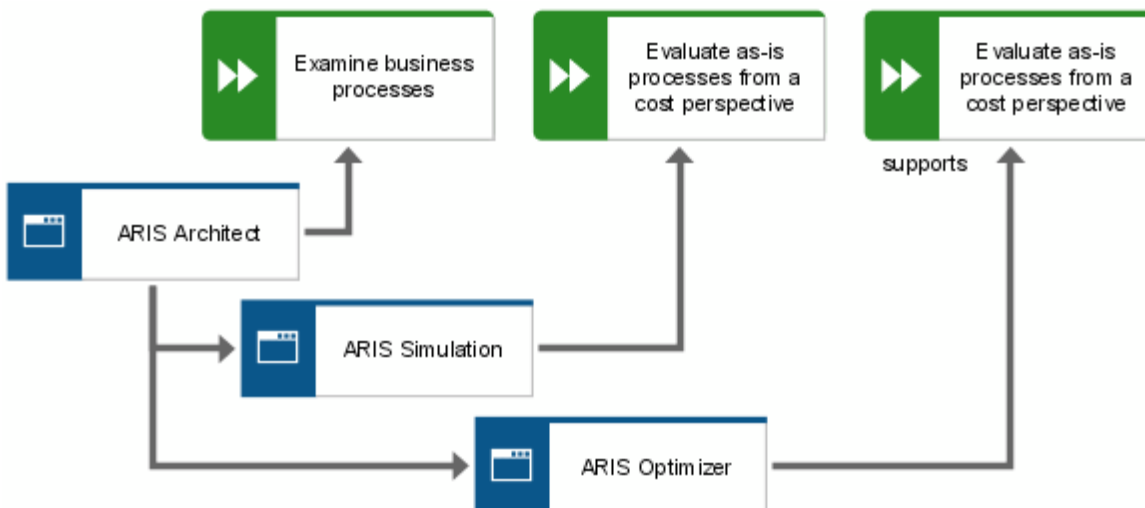 Examine business
processes
Evaluate as-is
processes from a
cost perspective
Evaluate as-is
processes from a
cost perspective
supports
ARIS Architect
ARIS Simulation
ARIS Optimizer